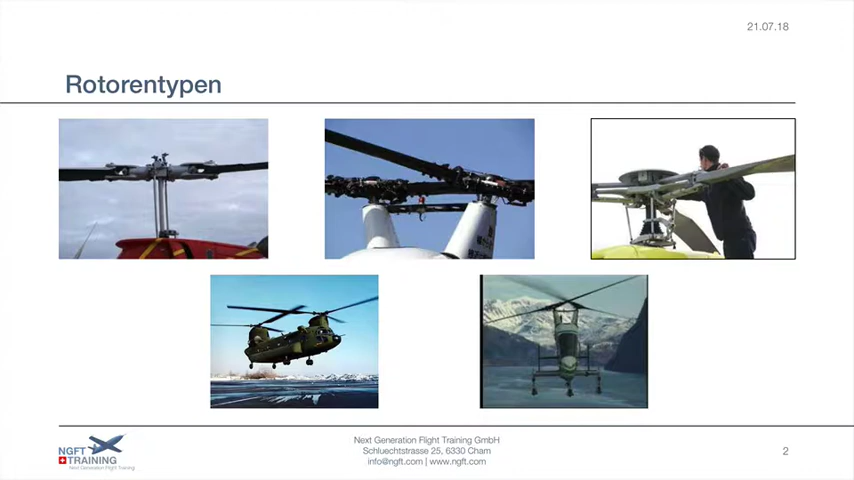 21.07.18
Rotorentypen
NGFT
TRAINING
Next Generation Flight Training
Next Generation Flight Training GmbH
Schluechtstrasse 25, 6330 Cham
info@ngft.com | www.ngft.com
2